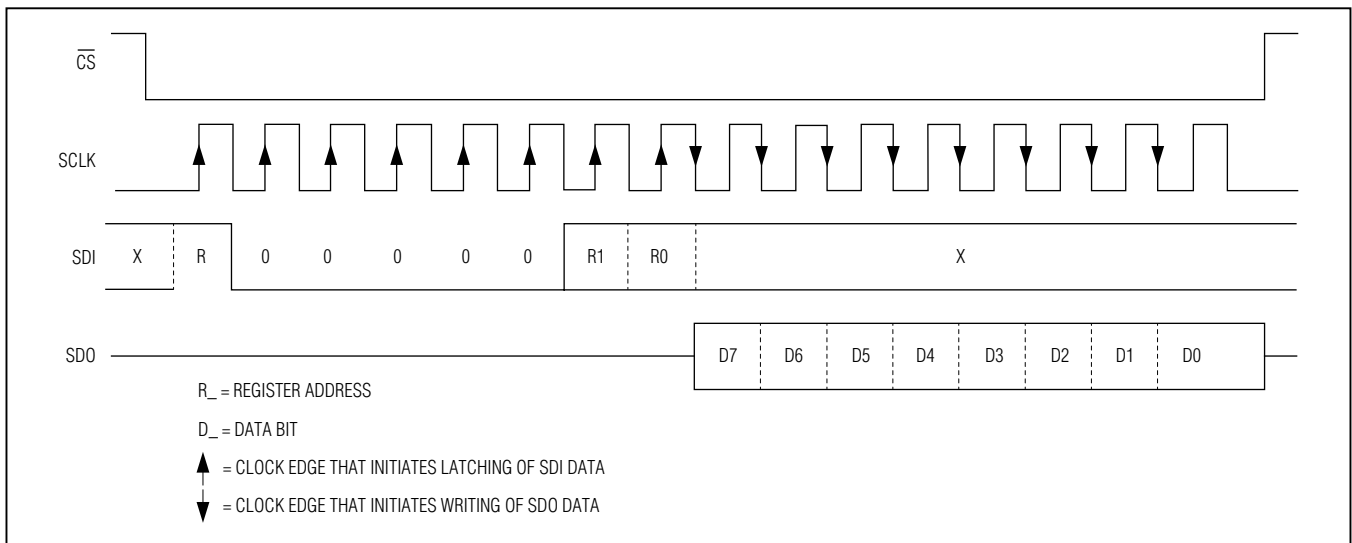 CS
SCLK
SDI X R 0 0 0 0 0 R1 R0 X
SDO D7 D6 D5 D4 D3 D2 D1 D0
R_ = REGISTER ADDRESS
D_ = DATA BIT
= CLOCK EDGE THAT INITIATES LATCHING OF SDI DATA
= CLOCK EDGE THAT INITIATES WRITING OF SDO DATA